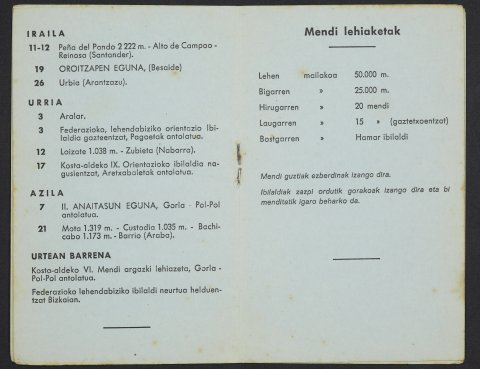 IRAILA
11-12 Peña del Pando 2 222 m. - Alto de Campoo -
Reinosa (Santander).
19 OROITZAPEN EGUNA, (Besaide)
26 Urbia (Arantzazu).
URRIA
3 Aralar.
3 Federazioko, lehendabiziko orientazio Ibi-
laldia gazteentzat, Pagoetak antolatua.
12 Loizate 1.038 m. - Zubieta (Nabarra).
17 Kosta-aldeko IX. Orientazioko ibilaldia na-
gusientzat, Aretxabaletak antolatua.
AZILA
7 II. ANAITASUN EGUNA, Gorla - Pol-Pol
antolatua.
21 Mota 1.319 m. - Custodia 1.035 m. - Bachi-
cabo 1.173 m. - Barrio (Araba).
URTEAN BARRENA
Kosta-aldeko VI. Mendi argazki lehiazeta, Gorla -
Pol-Pol antolatua.
Federazioko lehendabiziko ibilaldi neurtua helduen-
tzat Bizkaian.
Mendi lehiaketak
Lehen mailakoa 50.000 m.
Bigarren » 25.000 m.
Hirugarren » 20 mendi
Laugarren » 15 » (gaztetxoentzat)
Bostgarren » Hamar ibilaldi
Mendi guztiak ezberdinak izango dira.
Ibilaldiak zazpi ordutik gorakoak izango dira eta bi
menditetik igaro beharko da.